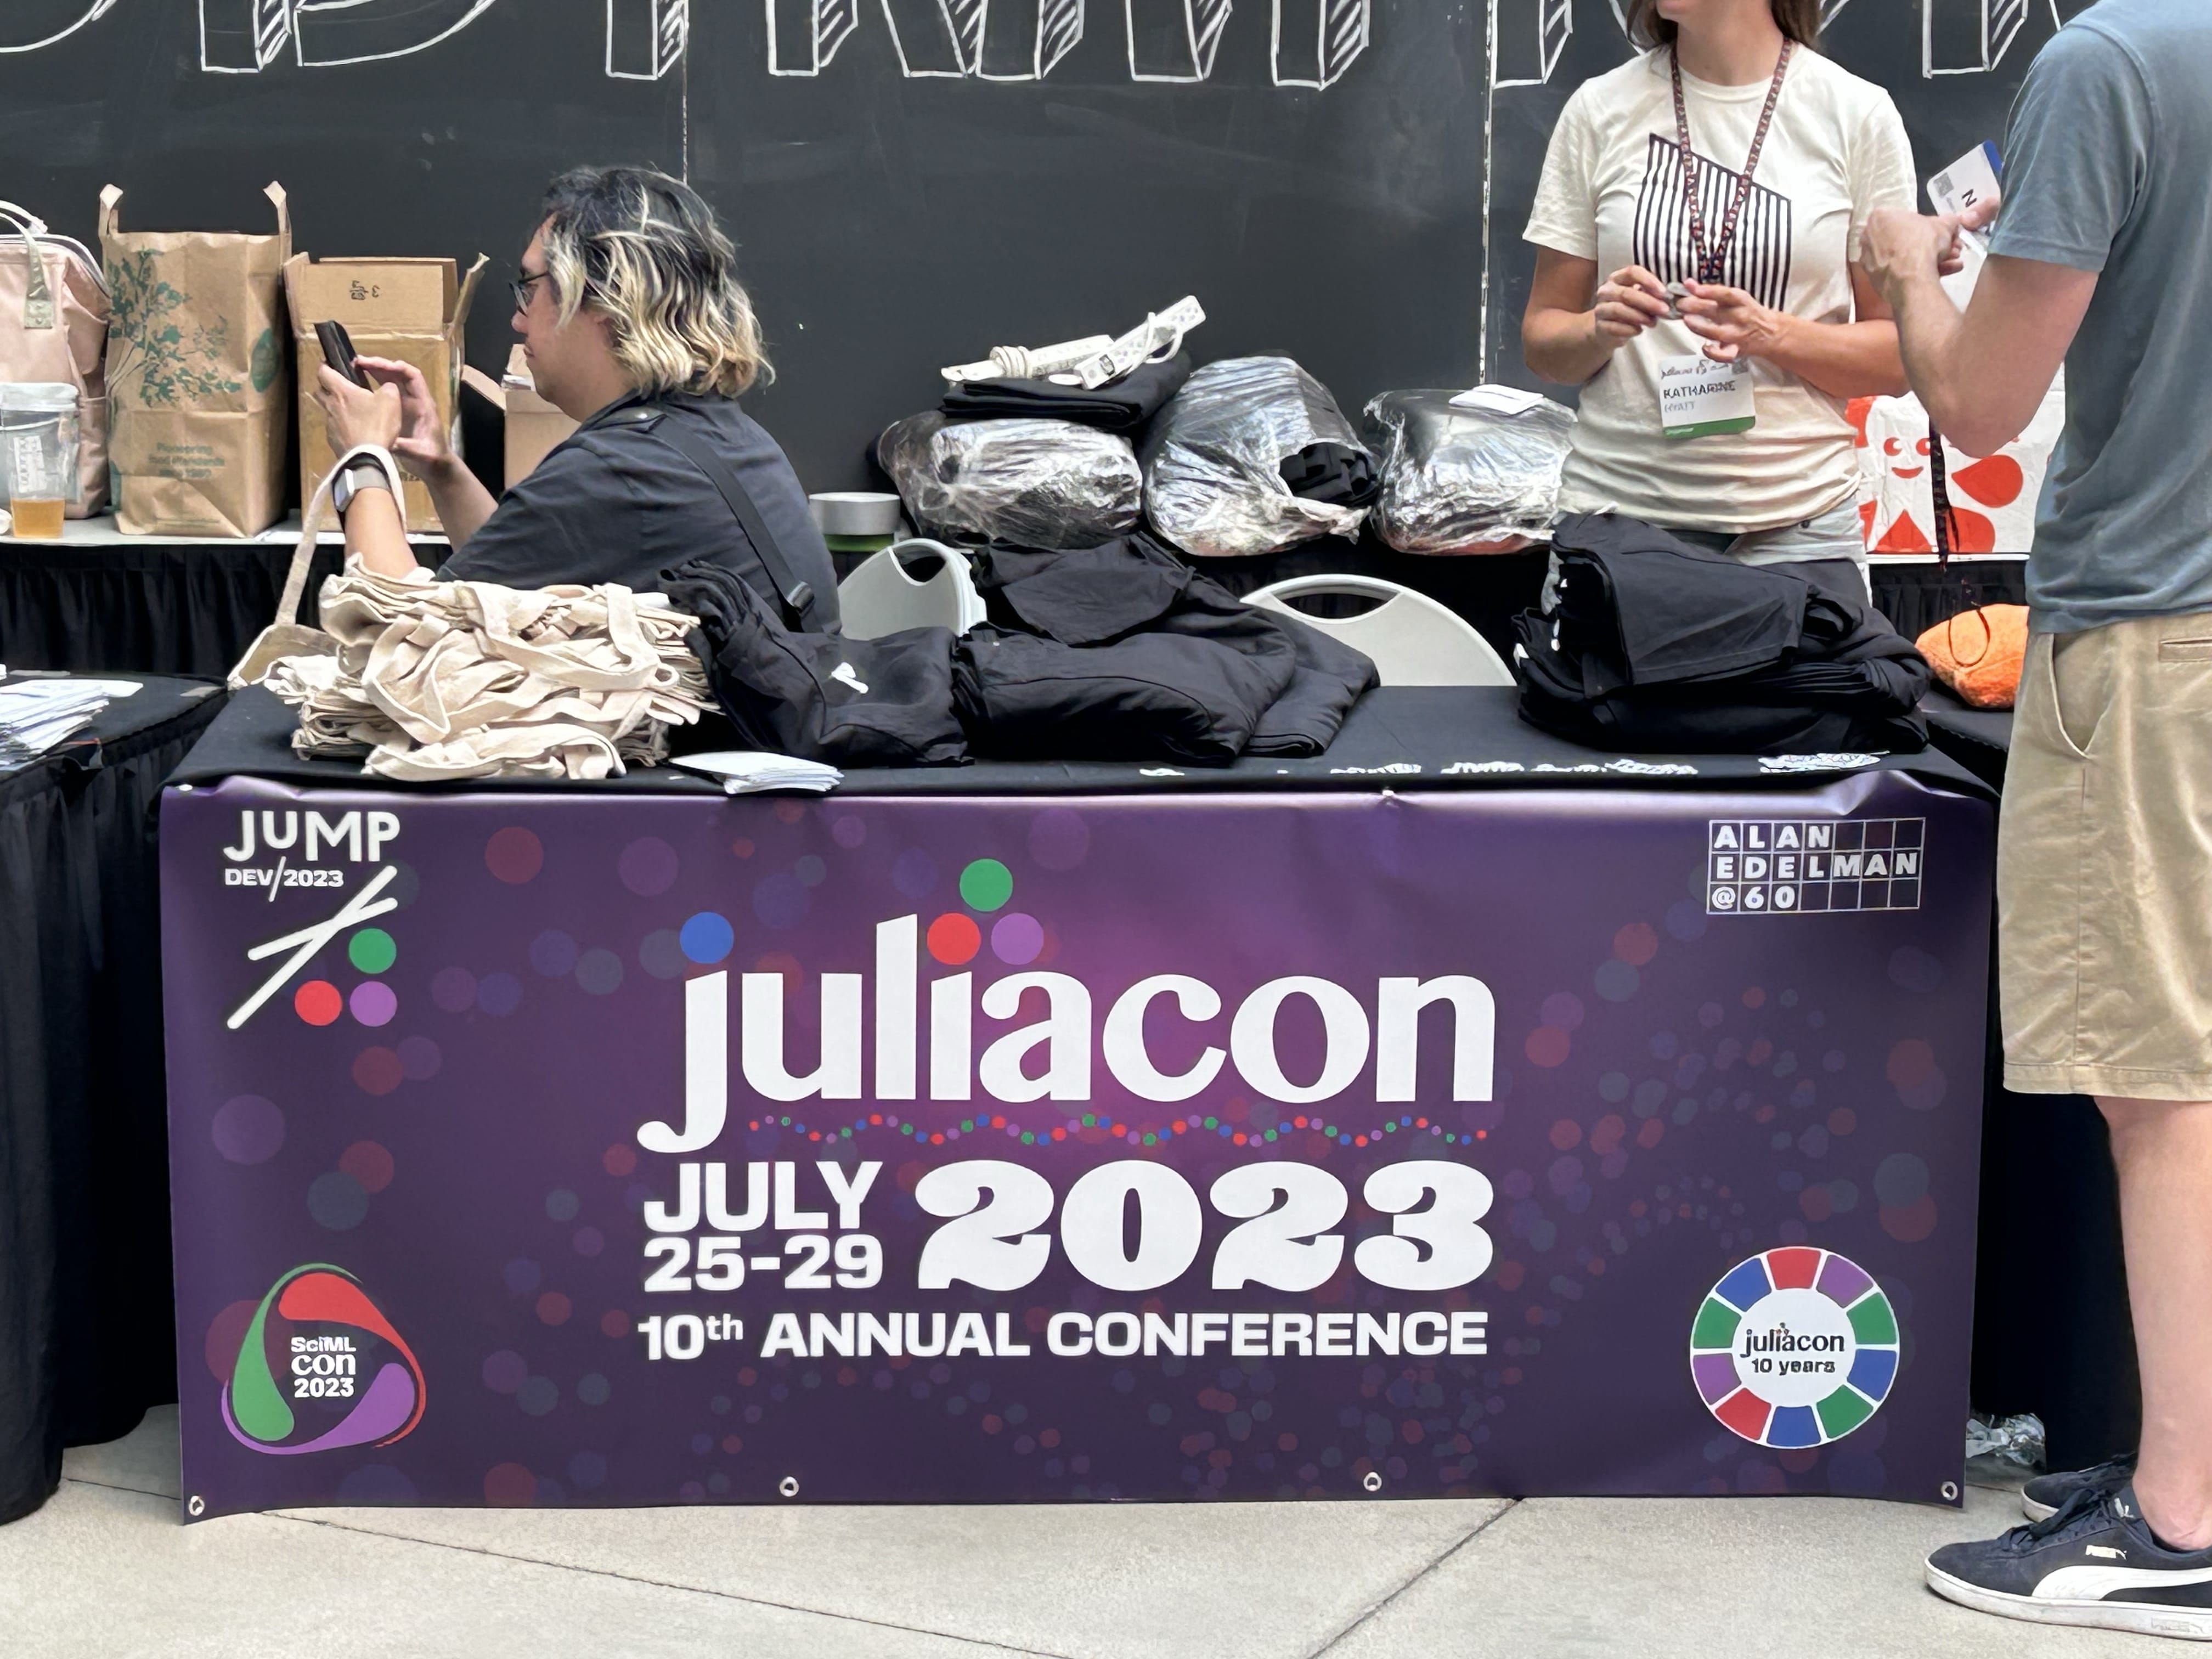 KATHARINE
JuMP
DEV/2023
ALAN
EDELMAN
@60
juliacon
JULY
25-29
2023
10th ANNUAL CONFERENCE
SciML
con
2023
juliacon
10 years